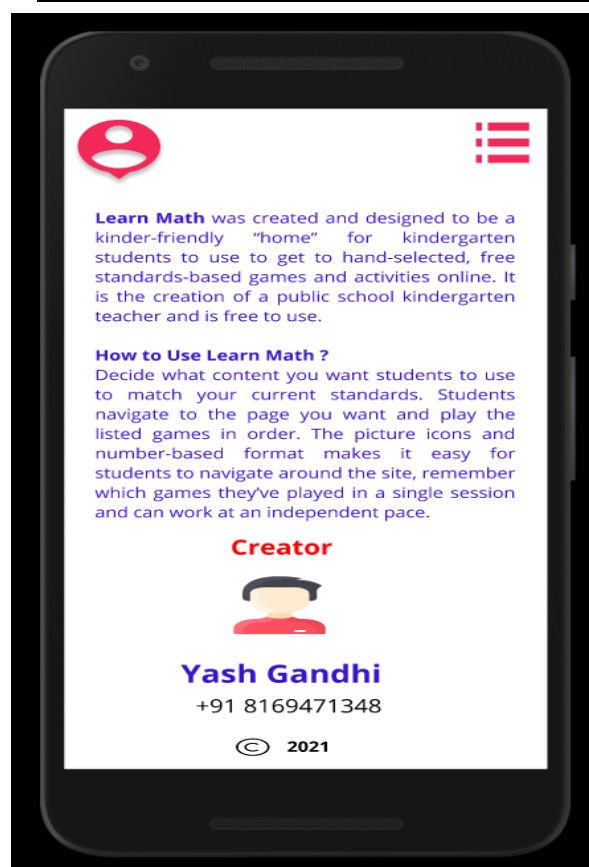 Learn Math was created and designed to be a
kinder-friendly “home” for kindergarten
students to use to get to hand-selected, free
standards-based games and activities online. It
is the creation of a public school kindergarten
teacher and is free to use.
How to Use Learn Math ?
Decide what content you want students to use
to match your current standards. Students
navigate to the page you want and play the
listed games in order. The picture icons and
number-based format makes it easy for
students to navigate around the site, remember
which games they’ve played in a single session
and can work at an independent pace.
Creator
Yash Gandhi
+91 8169471348
© 2021